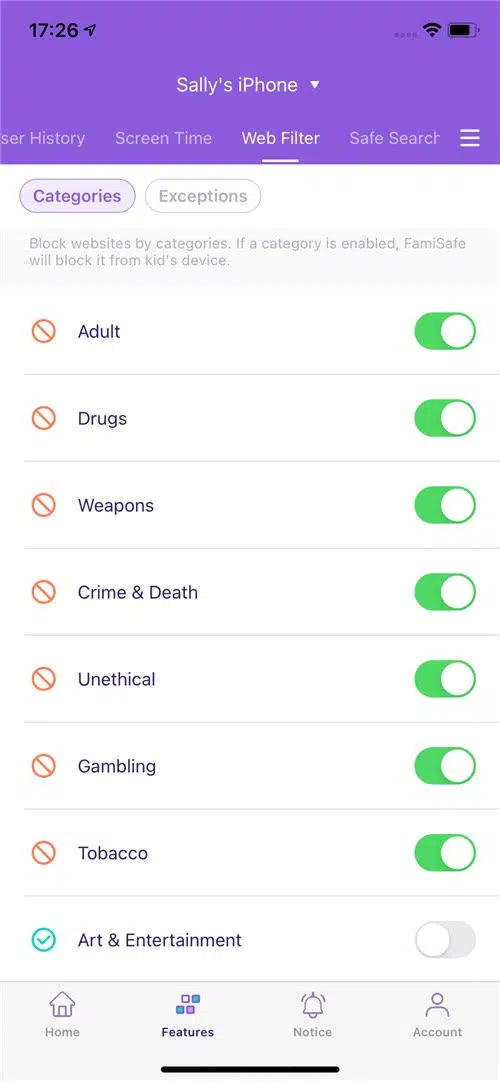 17:26
Sally's iPhone
ser History Screen Time Web Filter Safe Search
Categories Exceptions
Block websites by categories. If a category is enabled, FamiSafe
will block it from kid's device.
Adult
Drugs
Weapons
Crime & Death
Unethical
Gambling
Tobacco
Art & Entertainment
Home Features Notice Account